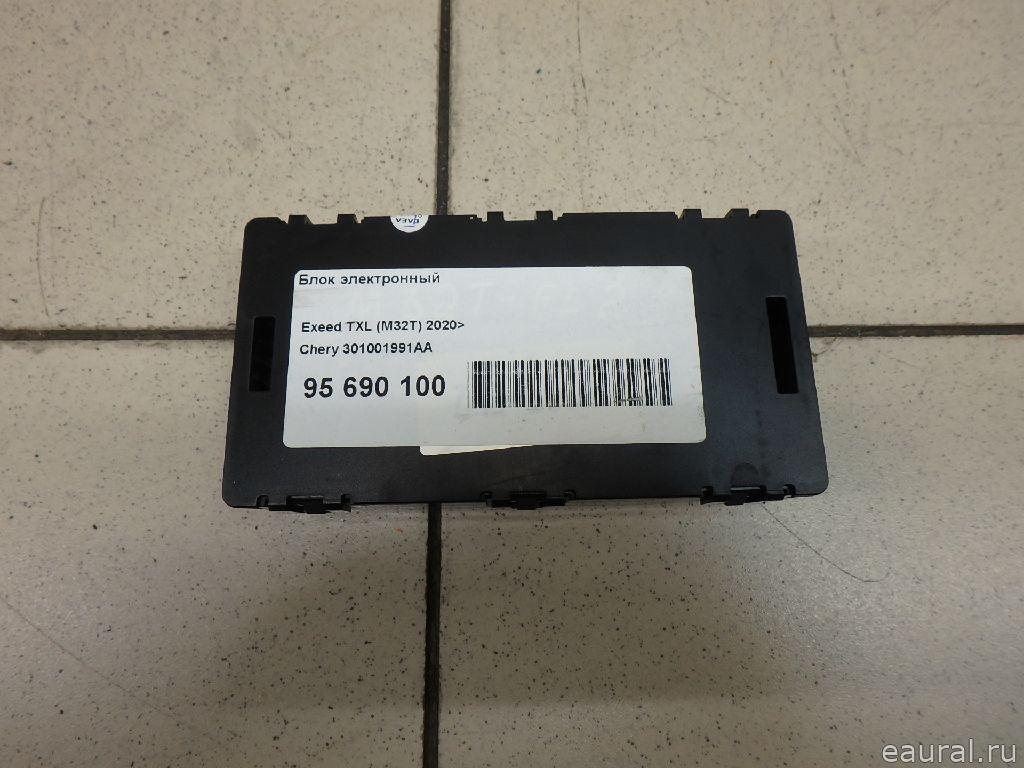 Блок электронный
Exeed TXL (M32T) 2020>
Chery 301001991AA
95 690 100
eaural.ru